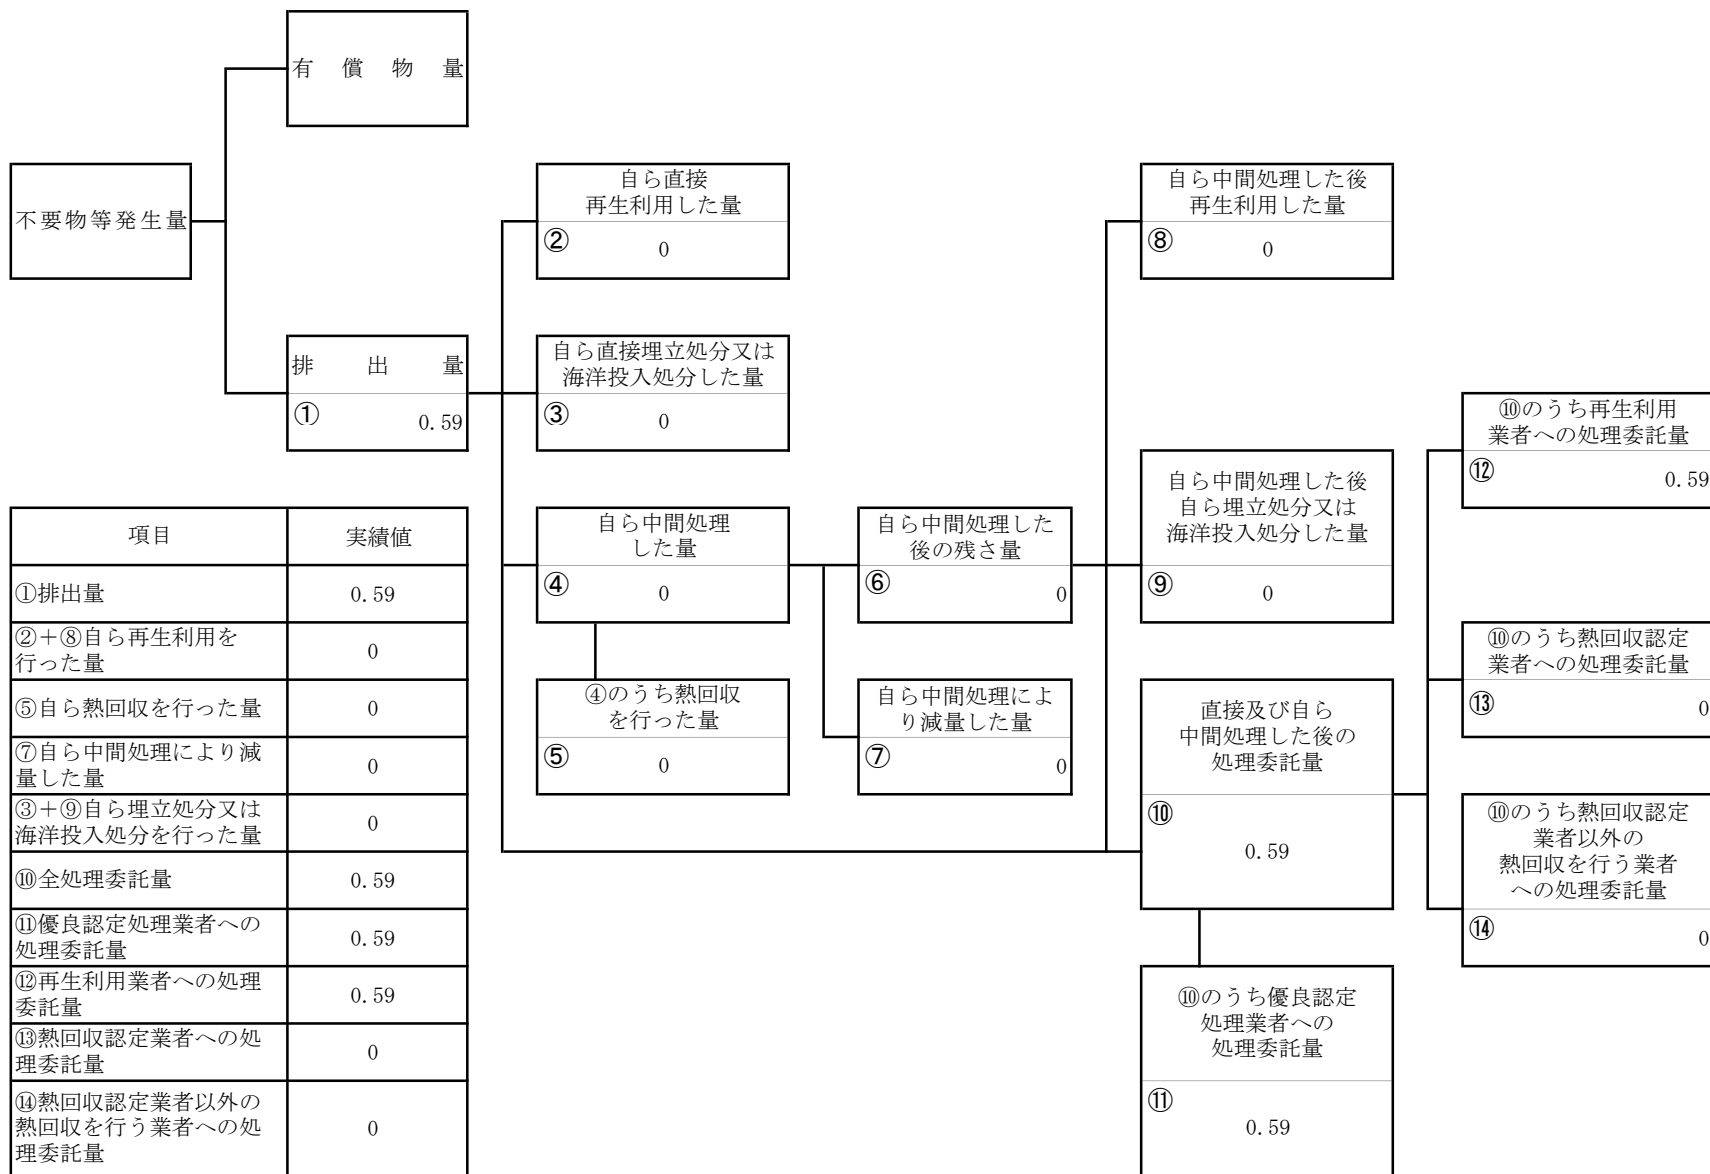 有償物量
不要物等発生量
自ら直接
再生利用した量
②
0
自ら中間処理した後
再生利用した量
⑧
0
排出量
①
0.59
自ら直接埋立処分又は
海洋投入処分した量
③
0
⑩のうち再生利用
業者への処理委託量
⑫
0.59
自ら中間処理
した量
④
0
自ら中間処理した
後の残さ量
⑥
0
自ら中間処理した後
自ら埋立処分又は
海洋投入処分した量
⑨
0
⑩のうち熱回収認定
業者への処理委託量
⑬
0
④のうち熱回収
を行った量
⑤
0
自ら中間処理によ
り減量した量
⑦
0
直接及び自ら
中間処理した後の
処理委託量
⑩
0.59
⑩のうち熱回収認定
業者以外の
熱回収を行う業者
への処理委託量
⑭
0
⑩のうち優良認定
処理業者への
処理委託量
⑪
0.59
項目 実績値
①排出量 0.59
②+⑧自ら再生利用を
行った量 0
⑤自ら熱回収を行った量 0
⑦自ら中間処理により減
量した量 0
③+⑨自ら埋立処分又は
海洋投入処分を行った量 0
⑩全処理委託量 0.59
⑪優良認定処理業者への
処理委託量 0.59
⑫再生利用業者への処理
委託量 0.59
⑬熱回収認定業者への処
理委託量 0
⑭熱回収認定業者以外の
熱回収を行う業者への処
理委託量 0